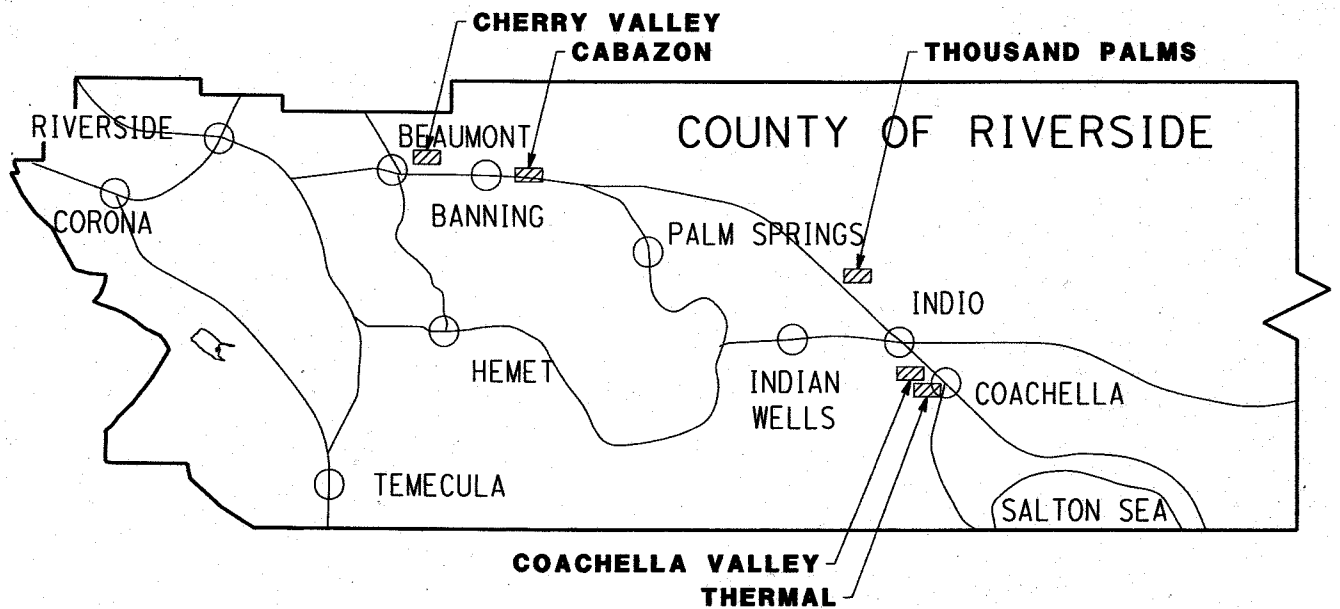 CHERRY VALLEY
CABAZON
THOUSAND PALMS
RIVERSIDE
BEAUMONT
COUNTY OF RIVERSIDE
CORONA
BANNING
PALM SPRINGS
INDIO
HEMET
INDIAN
WELLS
COACHELLA
TEMECULA
SALTON SEA
COACHELLA VALLEY
THERMAL